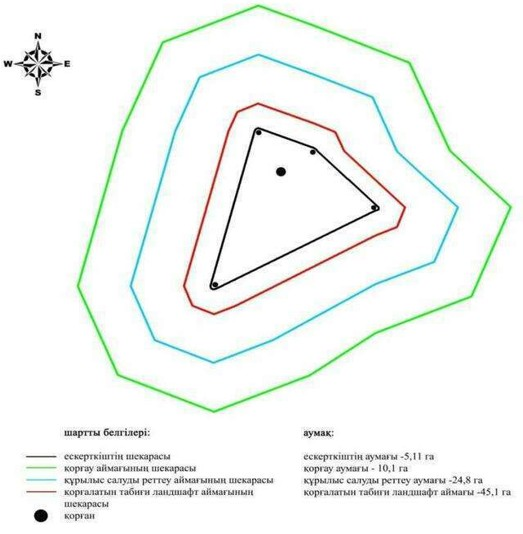 N
W E
S
шартты белгілері:
ескерткіштің шекарасы
қорғау аймағының шекарасы
құрылыс салуды реттеу аймағының шекарасы
қорғалатын табиғи ландшафт аймағының
шекарасы
қорған
аумақ:
ескерткіштің аумағы -5,11 га
қорғау аумағы - 10,1 га
құрылыс салуды реттеу аумағы -24,8 га
қорғалатын табиғи ландшафт аймағы -45,1 га